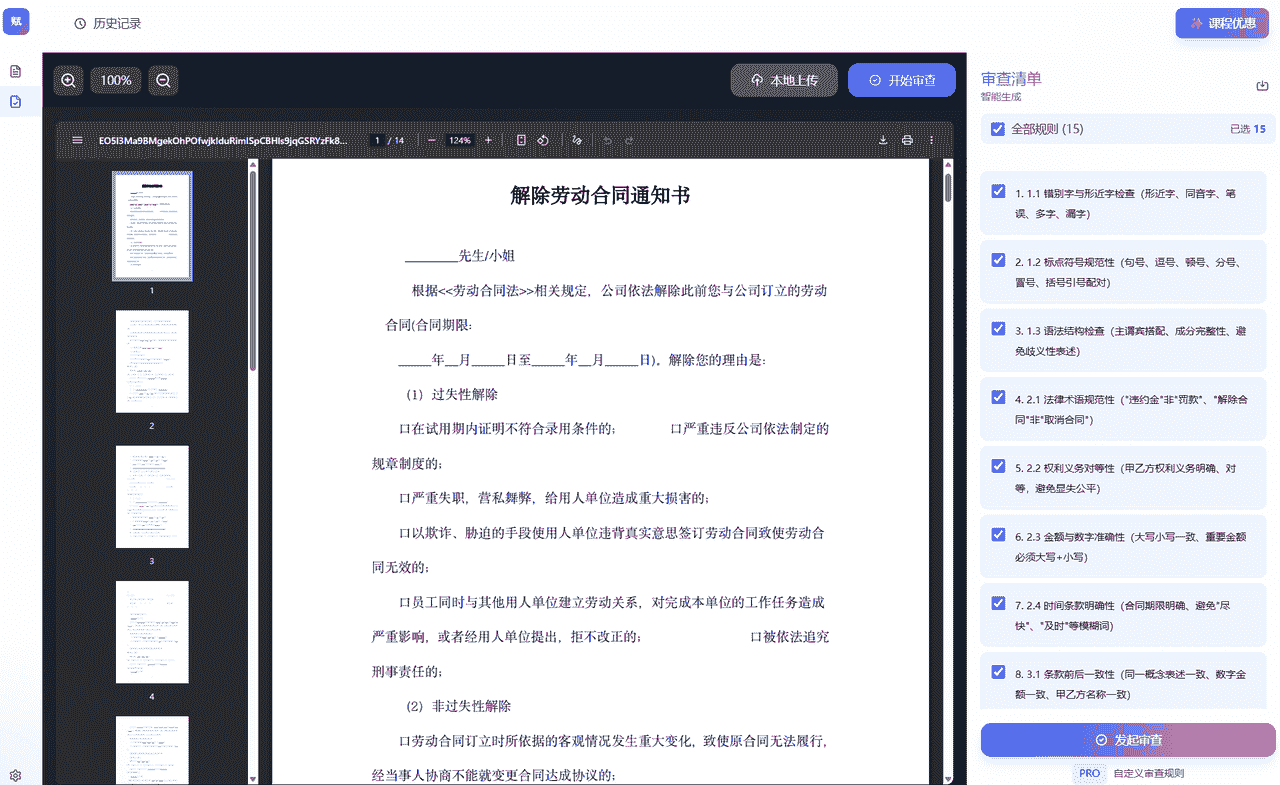 赋
历史记录
课程优惠
100%
本地上传
开始审查
1 / 14
124%
1
2
3
4
解除劳动合同通知书
________先生/小姐
根据<<劳动合同法>>相关规定，公司依法解除此前您与公司订立的劳动
合同(合同期限:
_____年__月_____日至_____年__月_____日)。解除您的理由是:
（1）过失性解除
口在试用期内证明不符合录用条件的; 口严重违反公司依法制定的
规章制度的;
口严重失职，营私舞弊，给用人单位造成重大损害的;
口以欺诈、胁迫的手段使用人单位违背真实意思签订劳动合同致使劳动合
同无效的;
口员工同时与其他用人单位建立劳动关系，对完成本单位的工作任务造成
严重影响，或者经用人单位提出，拒不改正的; 口被依法追究
刑事责任的;
（2）非过失性解除
口劳动合同订立时所依据的客观情况发生重大变化，致使原合同无法履行，
经当事人协商不能就变更合同达成协议的;
审查清单
智能生成
全部规则 (15)
已选 15
1. 1.1 错别字与形近字检查（形近字、同音字、笔
误、多字、漏字）
2. 1.2 标点符号规范性（句号、逗号、顿号、分号、
冒号、括号引号配对）
3. 1.3 语法结构检查（主谓宾搭配、成分完整性、避
免歧义性表述）
4. 2.1 法律术语规范性（"违约金"非"罚款"、"解除合
同"非"取消合同"）
5. 2.2 权利义务对等性（甲乙方权利义务明确、对
等，避免显失公平）
6. 2.3 金额与数字准确性（大写小写一致、重要金额
必须大写+小写）
7. 2.4 时间条款明确性（合同期限明确、避免"尽
快"、"及时"等模糊词）
8. 3.1 条款前后一致性（同一概念表述一致、数字金
额一致、甲乙方名称一致）
发起审查
PRO 自定义审查规则